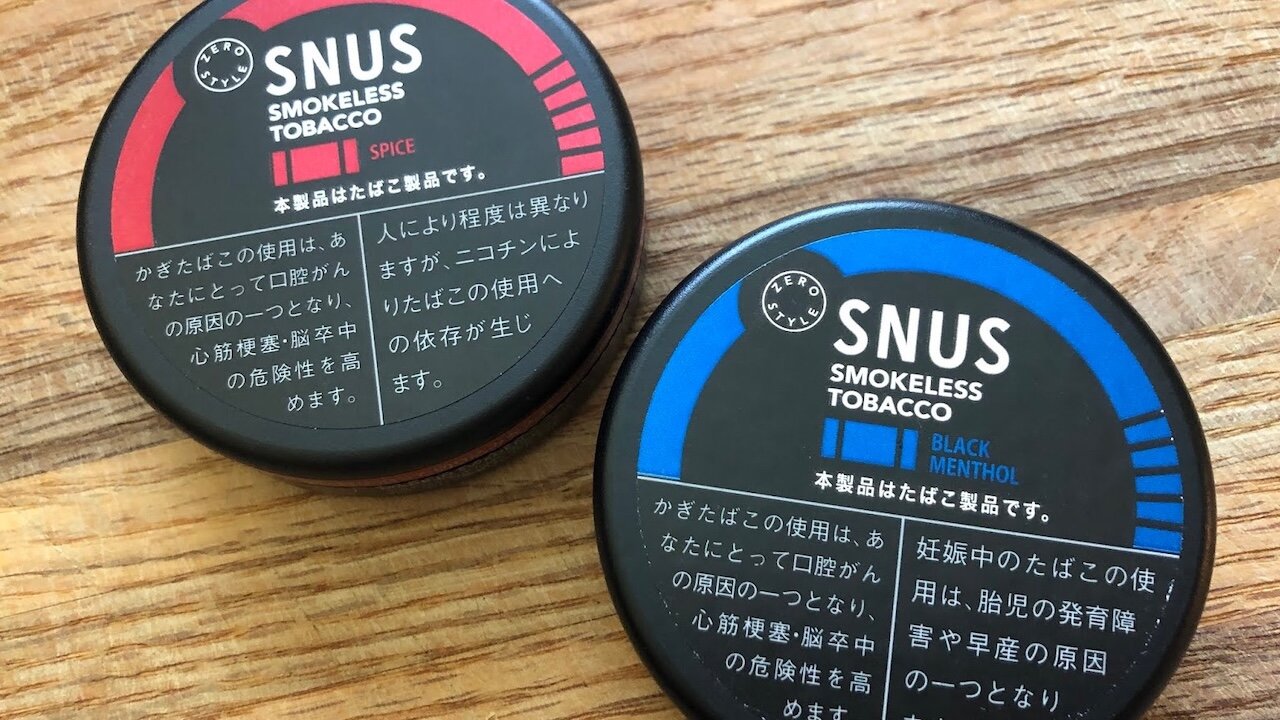 ZERO STYLE
SNUS
SMOKELESS
TOBACCO
SPICE
本製品はたばこ製品です。
かぎたばこの使用は、あ
なたにとって口腔がん
の原因の一つとなり、
心筋梗塞・脳卒中
の危険性を高
めます。
人により程度は異なり
ますが、ニコチンによ
りたばこの使用へ
の依存が生じ
ます。
ZERO STYLE
SNUS
SMOKELESS
TOBACCO
BLACK
MENTHOL
本製品はたばこ製品です。
かぎたばこの使用は、あ
なたにとって口腔がん
の原因の一つとなり、
心筋梗塞・脳卒中
の危険性を高
めます
妊娠中のたばこの使
用は、胎児の発育障
害や早産の原因
の一つとなり